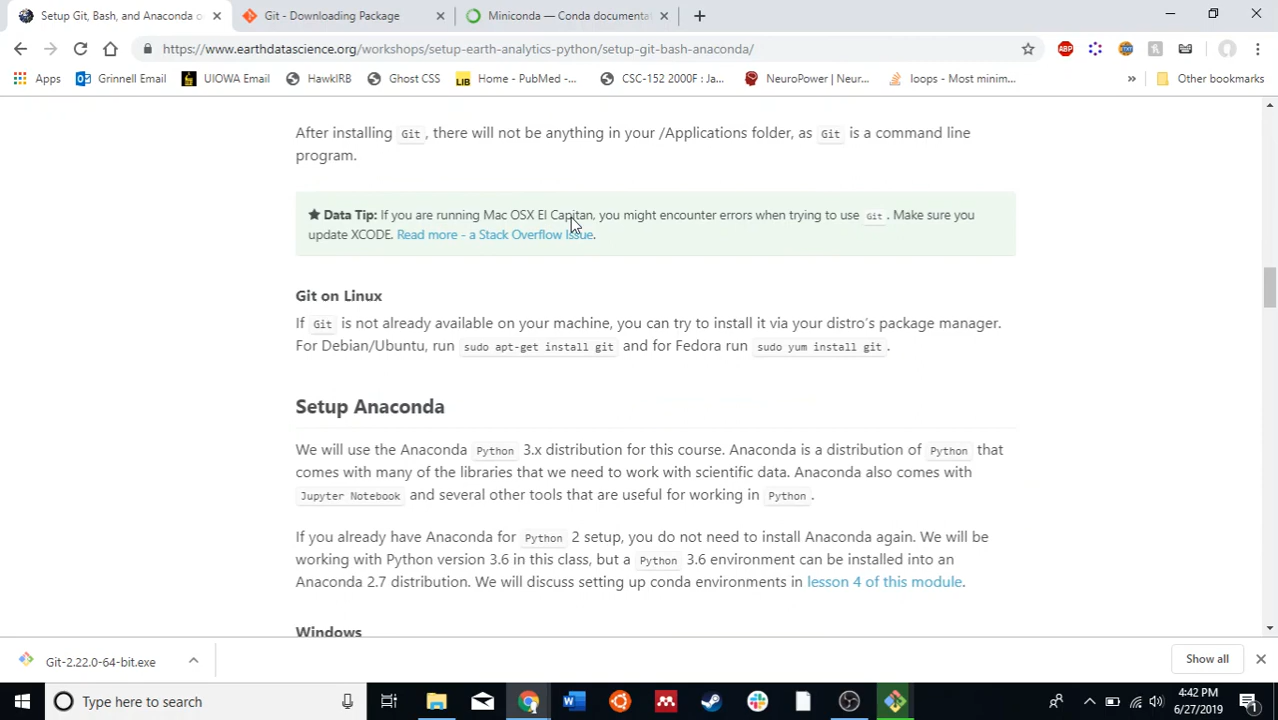 Setup Git, Bash, and Anaconda o
Git - Downloading Package
Miniconda — Conda documenta
https://www.earthdatascience.org/workshops/setup-earth-analytics-python/setup-git-bash-anaconda/
Apps Grinnell Email UIOWA Email HawkIRB Ghost CSS Home - PubMed -... CSC-152 2000F : Ja... NeuroPower | Neur... loops - Most minim... » Other bookmarks
After installing Git, there will not be anything in your /Applications folder, as Git is a command line
program.
Data Tip: If you are running Mac OSX El Capitan, you might encounter errors when trying to use Git. Make sure you
update XCODE. Read more - a Stack Overflow Issue.
Git on Linux
If Git is not already available on your machine, you can try to install it via your distro's package manager.
For Debian/Ubuntu, run sudo apt-get install git and for Fedora run sudo yum install git.
Setup Anaconda
We will use the Anaconda Python 3.x distribution for this course. Anaconda is a distribution of Python that
comes with many of the libraries that we need to work with scientific data. Anaconda also comes with
Jupyter Notebook and several other tools that are useful for working in Python.
If you already have Anaconda for Python 2 setup, you do not need to install Anaconda again. We will be
working with Python version 3.6 in this class, but a Python 3.6 environment can be installed into an
Anaconda 2.7 distribution. We will discuss setting up conda environments in lesson 4 of this module.
Windows
Git-2.22.0-64-bit.exe
Show all
Type here to search
4:42 PM
6/27/2019